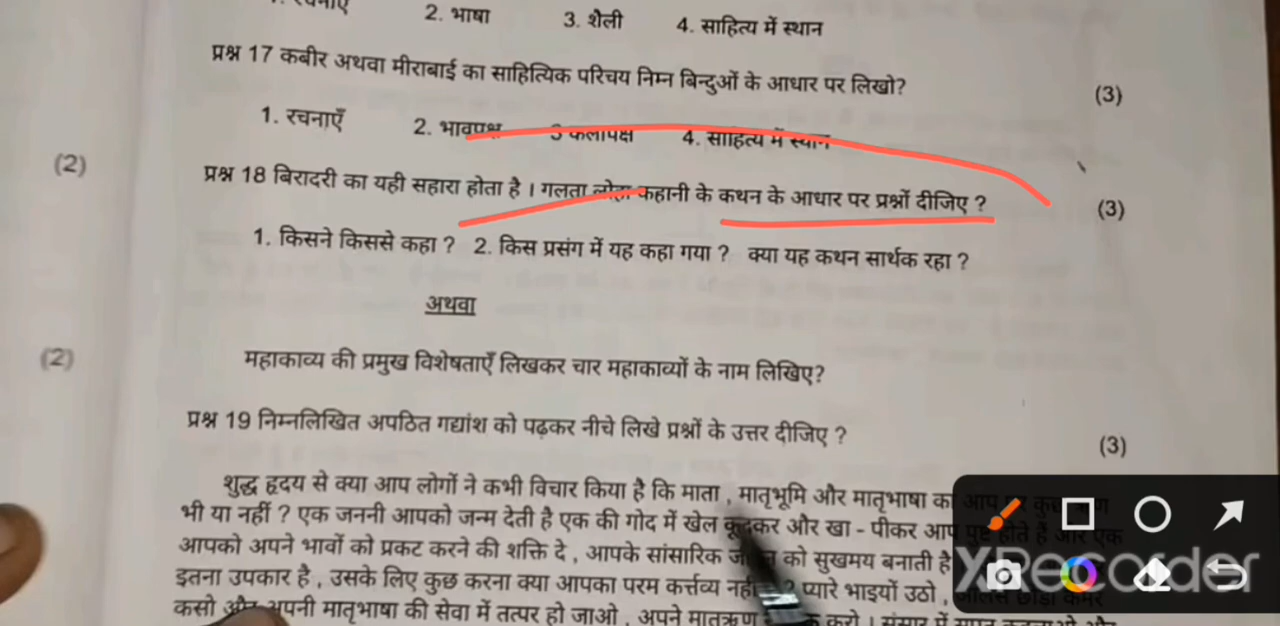 2. भाषा 3. शैली 4. साहित्य में स्थान
प्रश्न 17 कबीर अथवा मीराबाई का साहित्यिक परिचय निम्न बिन्दुओं के आधार पर लिखो? (3)
1. रचनाएँ 2. भावपक्ष 3 कलापक्ष 4. साहित्य में स्थान
(2)
प्रश्न 18 बिरादरी का यही सहारा होता है । गलता लोहा कहानी के कथन के आधार पर प्रश्नों दीजिए ? (3)
1. किसने किससे कहा ? 2. किस प्रसंग में यह कहा गया ? क्या यह कथन सार्थक रहा ?
अथवा
(2)
महाकाव्य की प्रमुख विशेषताएँ लिखकर चार महाकाव्यों के नाम लिखिए?
प्रश्न 19 निम्नलिखित अपठित गद्यांश को पढ़कर नीचे लिखे प्रश्नों के उत्तर दीजिए ? (3)
शुद्ध हृदय से क्या आप लोगों ने कभी विचार किया है कि माता , मातृभूमि और मातृभाषा का
भी या नहीं ? एक जननी आपको जन्म देती है एक की गोद में खेल कूदकर और खा - पीकर आप पुष्ट होते हैं और एक
आपको अपने भावों को प्रकट करने की शक्ति दे , आपके सांसारिक को सुखमय बनाती है
इतना उपकार है , उसके लिए कुछ करना क्या आपका परम कर्त्तव्य ? प्यारे भाइयों उठो ,
कसो और अपनी मातृभाषा की सेवा में तत्पर हो जाओ , अपने मातृऋण करो ।
XRecorder